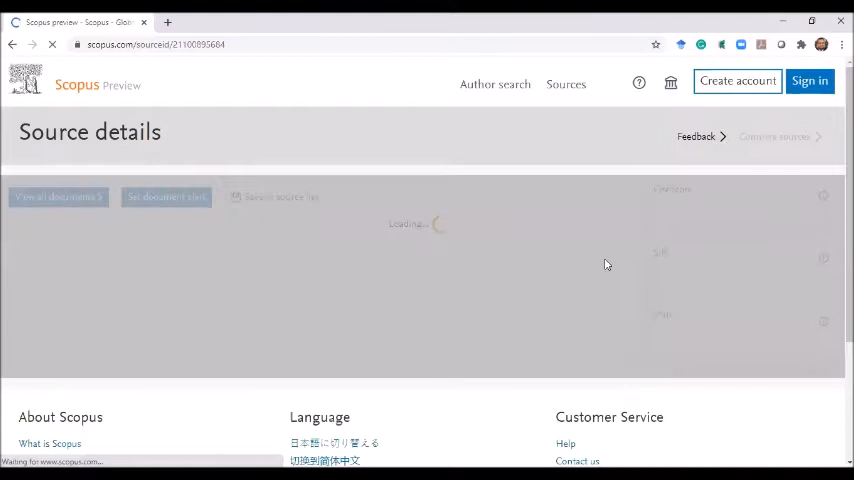 Scopus preview - Scopus - Glob
scopus.com/sourceid/21100895684
Scopus Preview
Author search Sources
Create account Sign in
Source details
Feedback Compare sources
View all documents Set document alert Save to source list
CiteScore
Loading...
SJR
SNIP
About Scopus Language Customer Service
What is Scopus 日本語に切り替える Help
切换到简体中文 Contact us
Waiting for www.scopus.com...